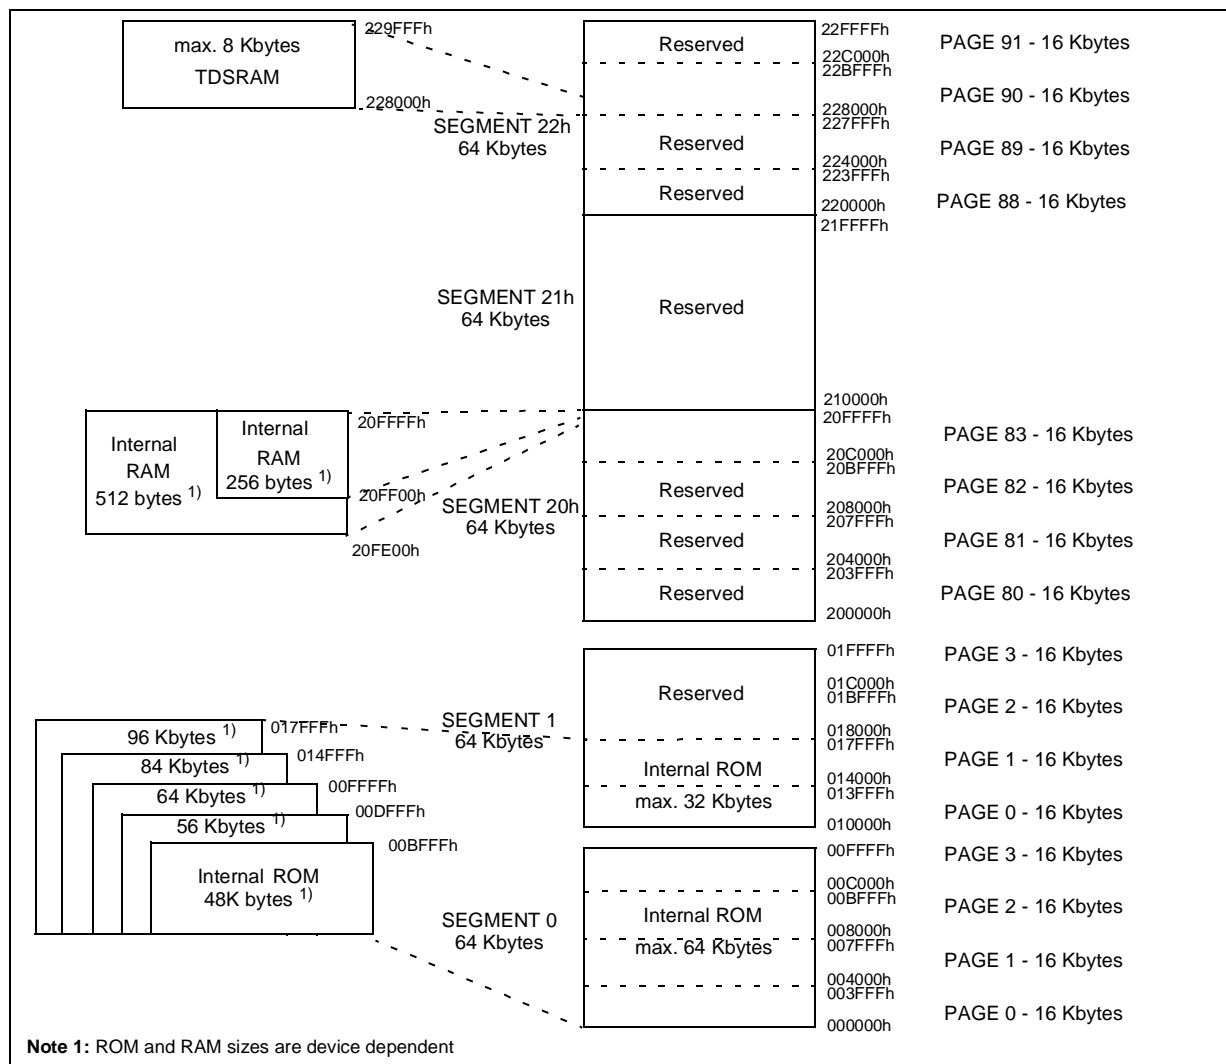 229FFFh
max. 8 Kbytes
TDSRAM
228000h
SEGMENT 22h
64 Kbytes
Reserved
22FFFFh
PAGE 91 - 16 Kbytes
22C000h
22BFFFh
PAGE 90 - 16 Kbytes
228000h
227FFFh
Reserved
PAGE 89 - 16 Kbytes
224000h
223FFFh
Reserved
220000h
PAGE 88 - 16 Kbytes
21FFFFh
SEGMENT 21h
64 Kbytes
Reserved
210000h
20FFFFh
Internal
RAM
512 bytes 1)
Internal
RAM
256 bytes 1)
20FFFFh
20FF00h
20FE00h
SEGMENT 20h
64 Kbytes
PAGE 83 - 16 Kbytes
20C000h
20BFFFh
Reserved
PAGE 82 - 16 Kbytes
208000h
207FFFh
Reserved
PAGE 81 - 16 Kbytes
204000h
203FFFh
Reserved
PAGE 80 - 16 Kbytes
200000h
01FFFFh
PAGE 3 - 16 Kbytes
Reserved
01C000h
01BFFFh
PAGE 2 - 16 Kbytes
SEGMENT 1
64 Kbytes
018000h
017FFFh
Internal ROM
max. 32 Kbytes
PAGE 1 - 16 Kbytes
014000h
013FFFh
PAGE 0 - 16 Kbytes
010000h
96 Kbytes 1)
017FFFh
84 Kbytes 1)
014FFFh
64 Kbytes 1)
00FFFFh
56 Kbytes 1)
00DFFFh
00BFFFh
Internal ROM
48K bytes 1)
SEGMENT 0
64 Kbytes
00FFFFh
PAGE 3 - 16 Kbytes
00C000h
00BFFFh
Internal ROM
max. 64 Kbytes
PAGE 2 - 16 Kbytes
008000h
007FFFh
PAGE 1 - 16 Kbytes
004000h
003FFFh
PAGE 0 - 16 Kbytes
000000h
Note 1: ROM and RAM sizes are device dependent